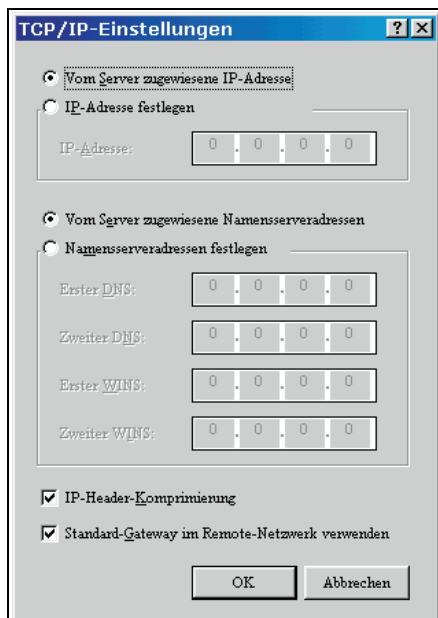 TCP/IP-Einstellungen
Vom Server zugewiesene IP-Adresse
IP-Adresse festlegen
IP-Adresse: 0 . 0 . 0 . 0
Vom Server zugewiesene Namensserveradressen
Namensserveradressen festlegen
Erster DNS: 0 . 0 . 0 . 0
Zweiter DNS: 0 . 0 . 0 . 0
Erster WINS: 0 . 0 . 0 . 0
Zweiter WINS: 0 . 0 . 0 . 0
IP-Header-Komprimierung
Standard-Gateway im Remote-Netzwerk verwenden
OK Abbrechen